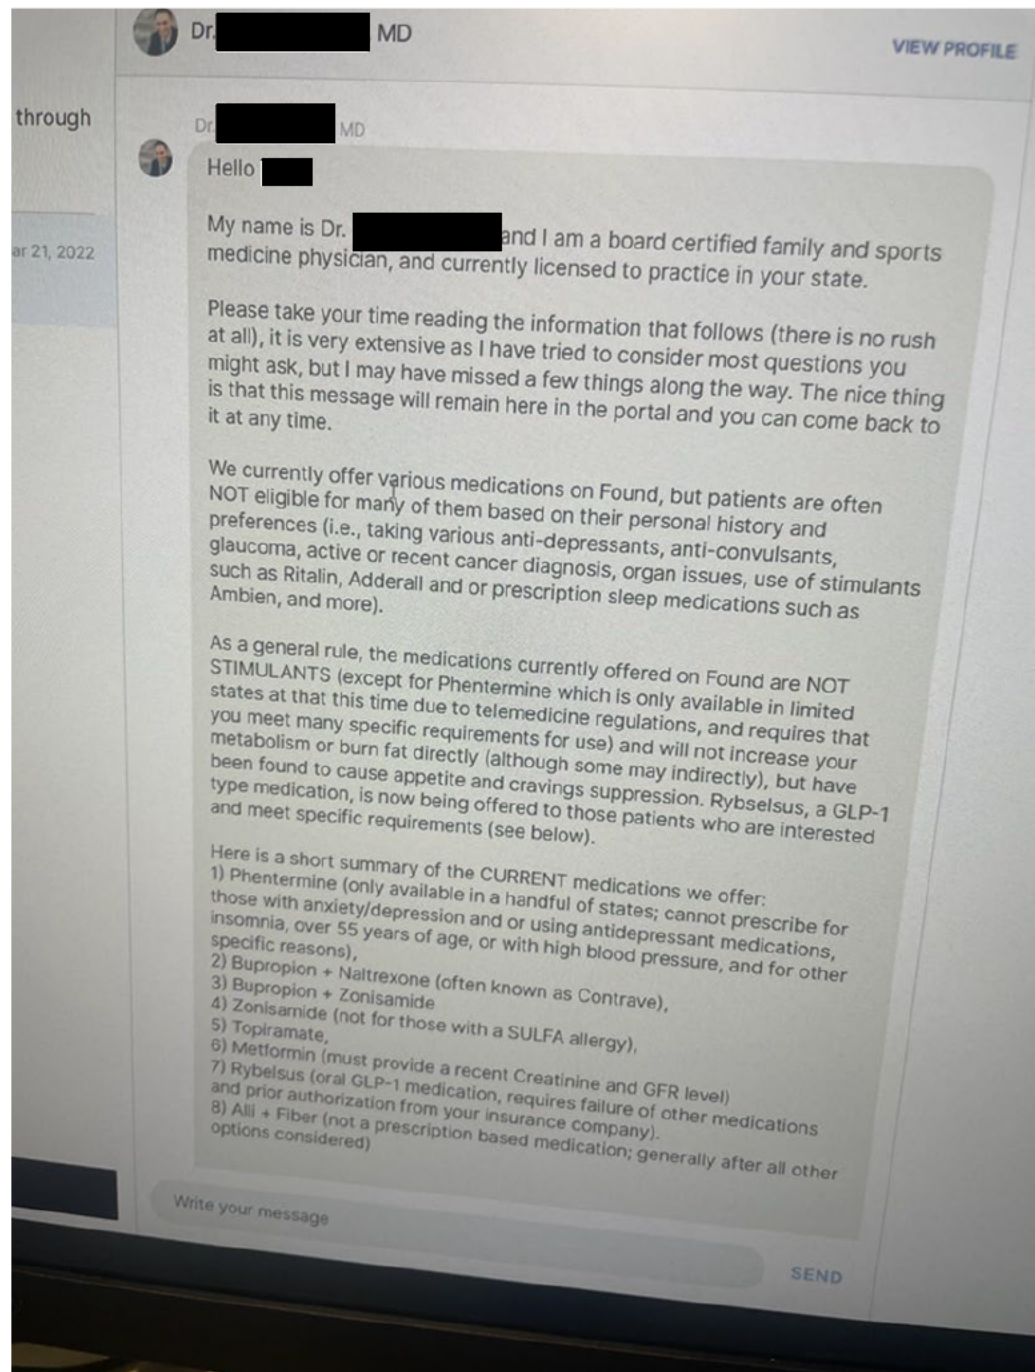 Dr. MD
VIEW PROFILE
through
Dr. MD
Hello
ar 21, 2022
My name is Dr. and I am a board certified family and sports
medicine physician, and currently licensed to practice in your state.
Please take your time reading the information that follows (there is no rush
at all), it is very extensive as I have tried to consider most questions you
might ask, but I may have missed a few things along the way. The nice thing
is that this message will remain here in the portal and you can come back to
it at any time.
We currently offer various medications on Found, but patients are often
NOT eligible for many of them based on their personal history and
preferences (i.e., taking various anti-depressants, anti-convulsants,
glaucoma, active or recent cancer diagnosis, organ issues, use of stimulants
such as Ritalin, Adderall and or prescription sleep medications such as
Ambien, and more).
As a general rule, the medications currently offered on Found are NOT
STIMULANTS (except for Phentermine which is only available in limited
states at that this time due to telemedicine regulations, and requires that
you meet many specific requirements for use) and will not increase your
metabolism or burn fat directly (although some may indirectly), but have
been found to cause appetite and cravings suppression. Rybselsus, a GLP-1
type medication, is now being offered to those patients who are interested
and meet specific requirements (see below).
Here is a short summary of the CURRENT medications we offer:
1) Phentermine (only available in a handful of states; cannot prescribe for
those with anxiety/depression and or using antidepressant medications,
insomnia, over 55 years of age, or with high blood pressure, and for other
specific reasons),
2) Bupropion + Naltrexone (often known as Contrave),
3) Bupropion + Zonisamide
4) Zonisamide (not for those with a SULFA allergy),
5) Topiramate,
6) Metformin (must provide a recent Creatinine and GFR level)
7) Rybelsus (oral GLP-1 medication, requires failure of other medications
and prior authorization from your insurance company).
8) Alli + Fiber (not a prescription based medication; generally after all other
options considered)
Write your message
SEND